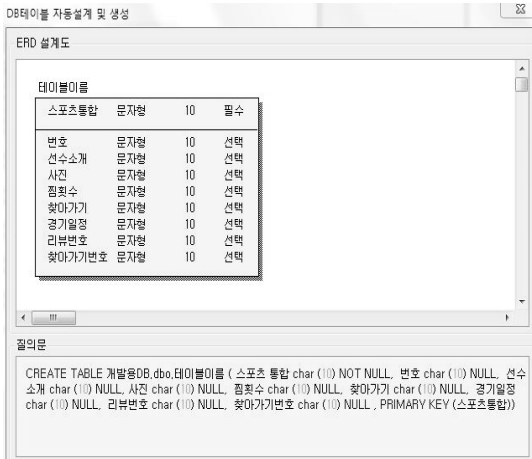 DB테이블 자동설계 및 생성
ERD 설계도
테이블이름
스포츠통합 문자형 10 필수
번호 문자형 10 선택
선수소개 문자형 10 선택
사진 문자형 10 선택
찜횟수 문자형 10 선택
찾아가기 문자형 10 선택
경기일정 문자형 10 선택
리뷰번호 문자형 10 선택
찾아가기번호 문자형 10 선택
질의문
CREATE TABLE 개발용DB.dbo.테이블이름 ( 스포츠 통합 char (10) NOT NULL, 번호 char (10) NULL, 선수
소개 char (10) NULL, 사진 char (10) NULL, 찜횟수 char (10) NULL, 찾아가기 char (10) NULL, 경기일정
char (10) NULL, 리뷰번호 char (10) NULL, 찾아가기번호 char (10) NULL , PRIMARY KEY (스포츠통합))